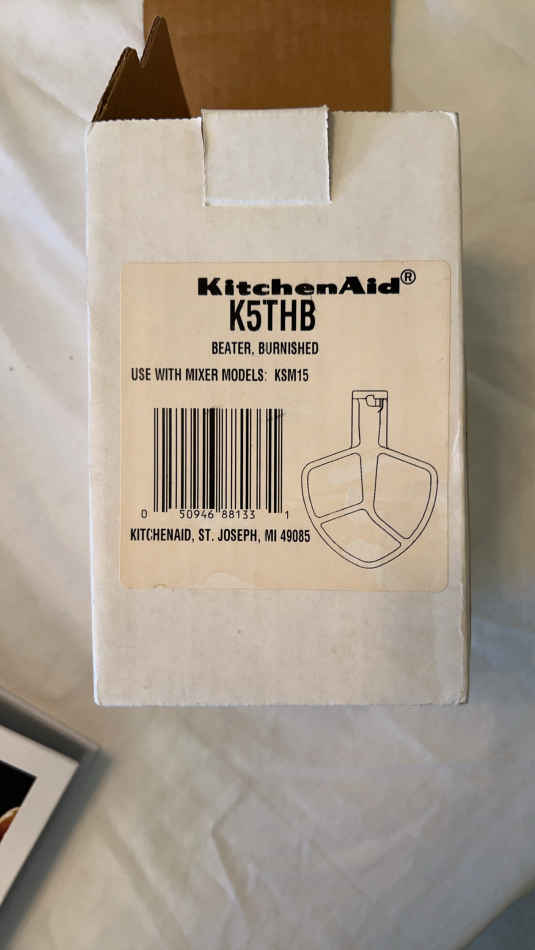 KitchenAid®
K5THB
BEATER, BURNISHED
USE WITH MIXER MODELS: KSM15
0 50946 88133 1
KITCHENAID, ST. JOSEPH, MI 49085